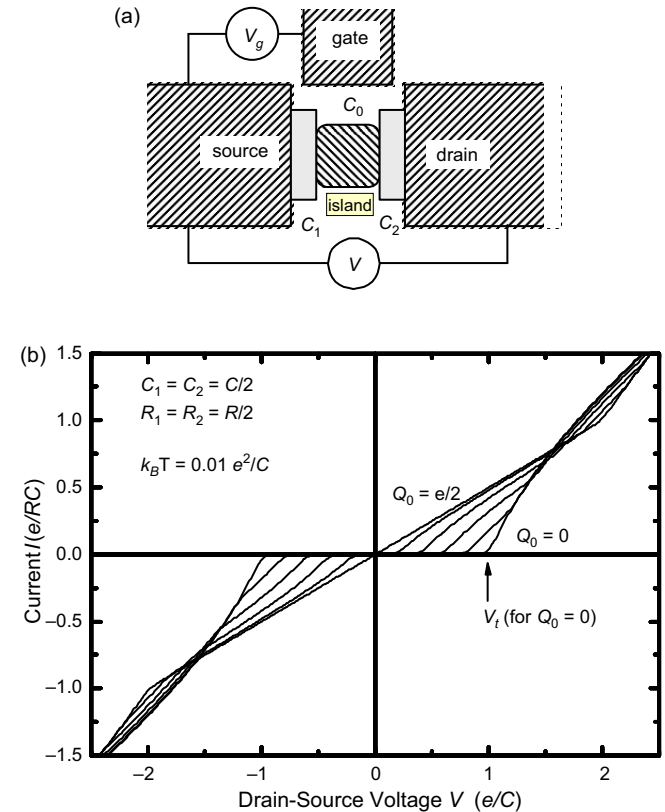 (a)
V_g
gate
C_0
source
drain
island
C_1
C_2
V
(b)
1.5
C_1 = C_2 = C/2
R_1 = R_2 = R/2
1.0
k_BT = 0.01 e^2/C
0.5
Q_0 = e/2
Q_0 = 0
0.0
Current I (e/RC)
−0.5
V_t (for Q_0 = 0)
−1.0
−1.5
−2
−1
0
1
2
Drain-Source Voltage V (e/C)